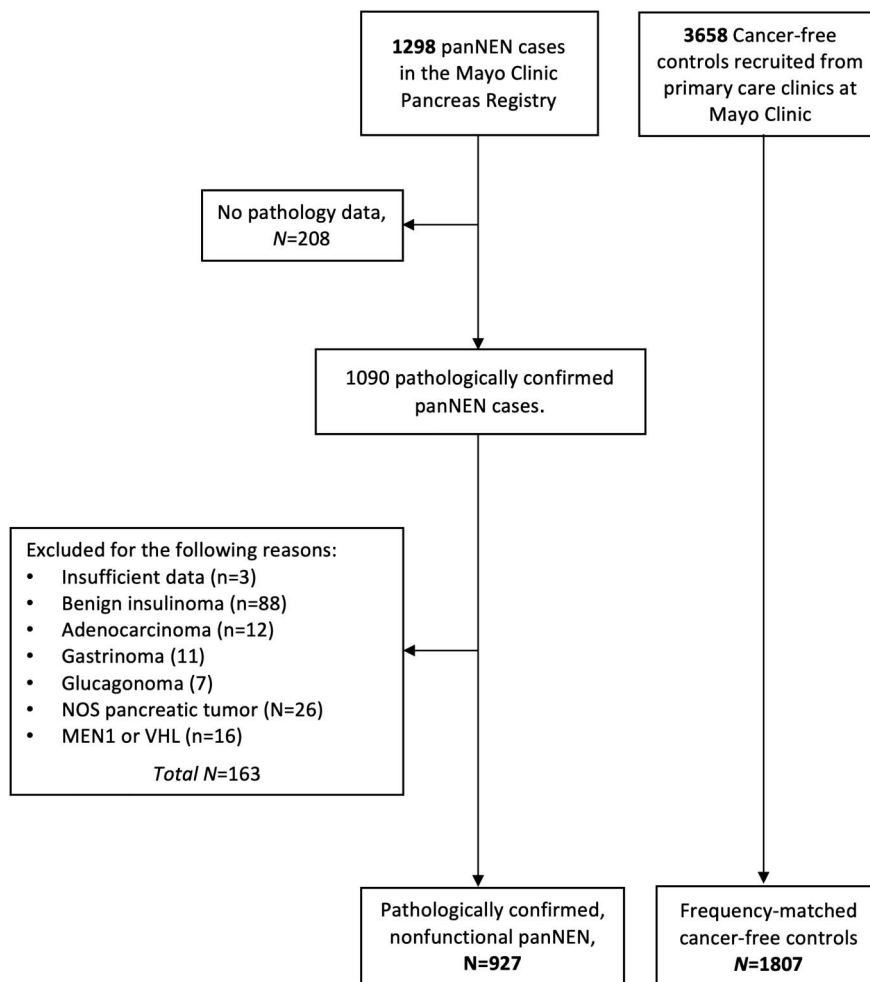 1298 panNEN cases
in the Mayo Clinic
Pancreas Registry
3658 Cancer-free
controls recruited from
primary care clinics at
Mayo Clinic
No pathology data,
N=208
1090 pathologically confirmed
panNEN cases.
Excluded for the following reasons:
• Insufficient data (n=3)
• Benign insulinoma (n=88)
• Adenocarcinoma (n=12)
• Gastrinoma (11)
• Glucagonoma (7)
• NOS pancreatic tumor (N=26)
• MEN1 or VHL (n=16)
Total N=163
Pathologically confirmed,
nonfunctional panNEN,
N=927
Frequency-matched
cancer-free controls
N=1807